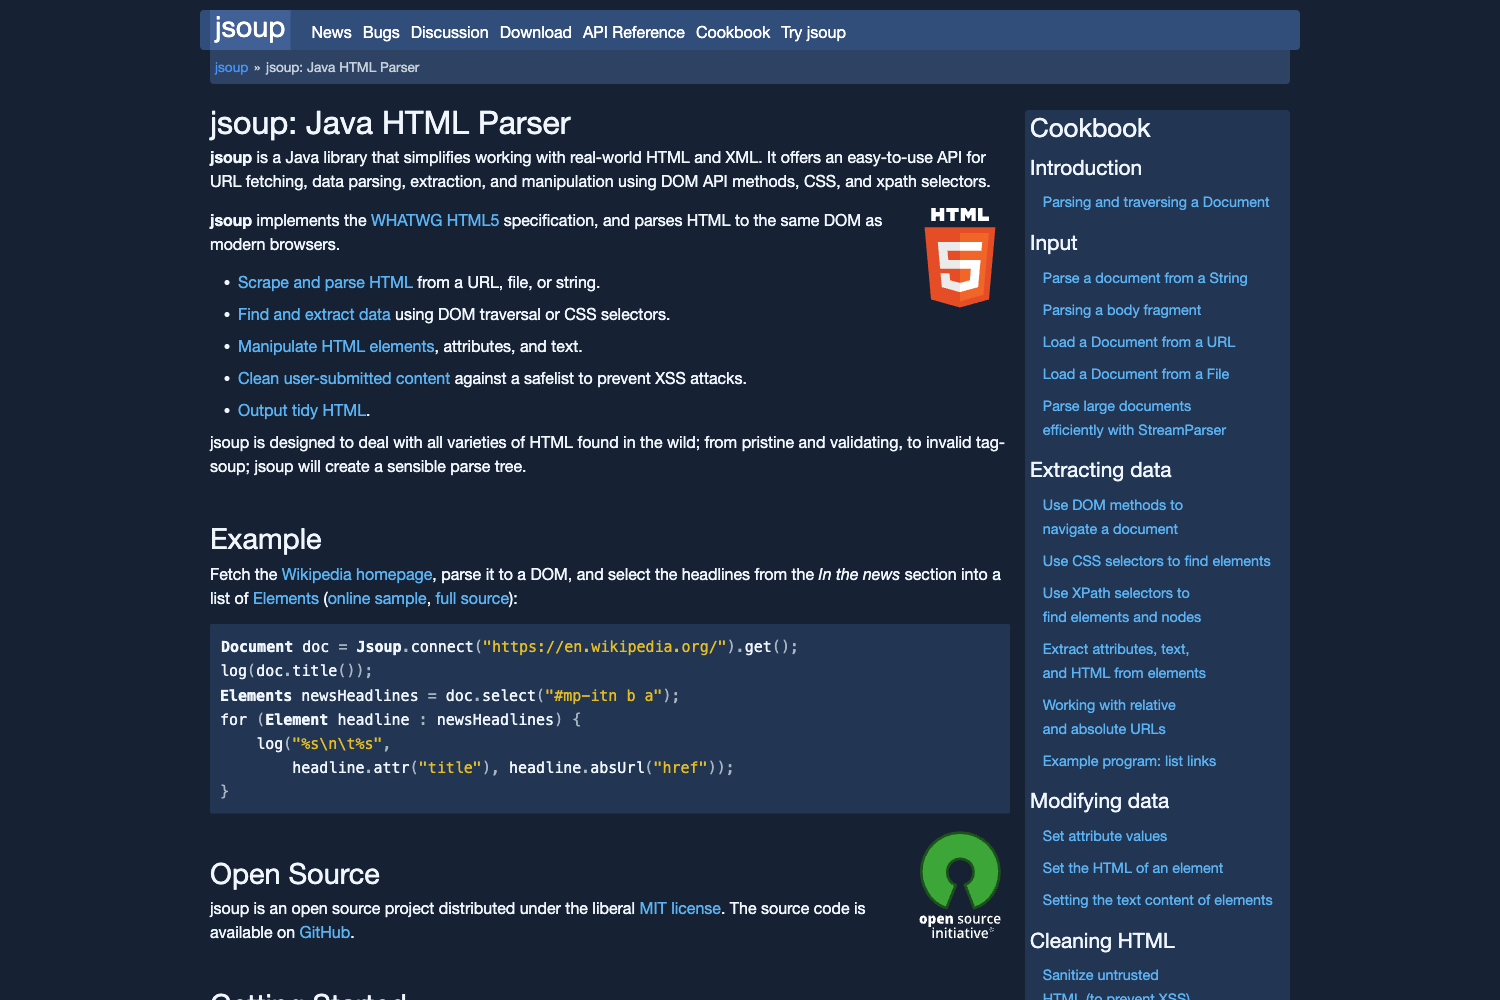 jsoup News Bugs Discussion Download API Reference Cookbook Try jsoup
jsoup » jsoup: Java HTML Parser
jsoup: Java HTML Parser
jsoup is a Java library that simplifies working with real-world HTML and XML. It offers an easy-to-use API for
URL fetching, data parsing, extraction, and manipulation using DOM API methods, CSS, and xpath selectors.
HTML
5
jsoup implements the WHATWG HTML5 specification, and parses HTML to the same DOM as
modern browsers.
• Scrape and parse HTML from a URL, file, or string.
• Find and extract data using DOM traversal or CSS selectors.
• Manipulate HTML elements, attributes, and text.
• Clean user-submitted content against a safelist to prevent XSS attacks.
• Output tidy HTML.
jsoup is designed to deal with all varieties of HTML found in the wild; from pristine and validating, to invalid tag-
soup; jsoup will create a sensible parse tree.
Example
Fetch the Wikipedia homepage, parse it to a DOM, and select the headlines from the In the news section into a
list of Elements (online sample, full source):
Document doc = Jsoup.connect("https://en.wikipedia.org/").get();
log(doc.title());
Elements newsHeadlines = doc.select("#mp-itn b a");
for (Element headline : newsHeadlines) {
    log("%s\n\t%s",
        headline.attr("title"), headline.absUrl("href"));
}
open source
initiative
Open Source
jsoup is an open source project distributed under the liberal MIT license. The source code is
available on GitHub.
Getting Started
Cookbook
Introduction
Parsing and traversing a Document
Input
Parse a document from a String
Parsing a body fragment
Load a Document from a URL
Load a Document from a File
Parse large documents
efficiently with StreamParser
Extracting data
Use DOM methods to
navigate a document
Use CSS selectors to find elements
Use XPath selectors to
find elements and nodes
Extract attributes, text,
and HTML from elements
Working with relative
and absolute URLs
Example program: list links
Modifying data
Set attribute values
Set the HTML of an element
Setting the text content of elements
Cleaning HTML
Sanitize untrusted
HTML (to prevent XSS)